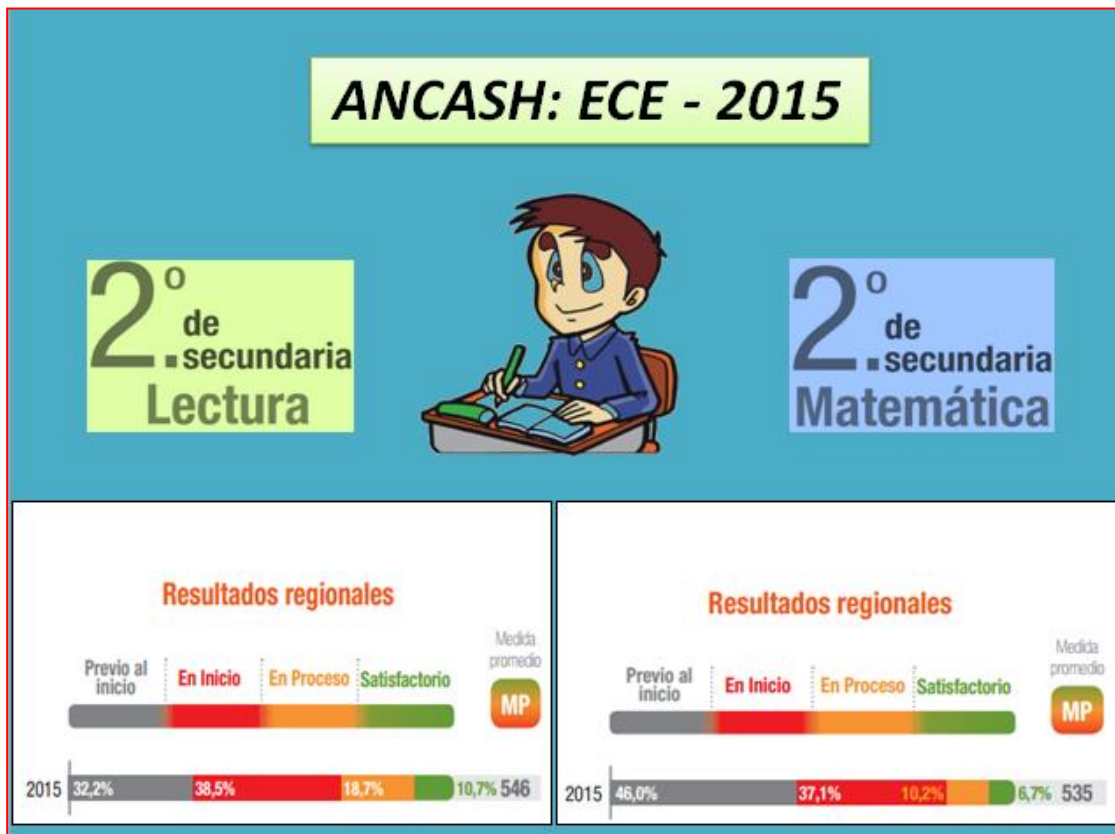 ANCASH: ECE - 2015
2.º de
secundaria
Lectura
2.º de
secundaria
Matemática
Resultados regionales
Medida
promedio
Previo al
inicio
En Inicio
En Proceso
Satisfactorio
MP
2015 32,2% 38,5% 18,7% 10,7% 546
Resultados regionales
Medida
promedio
Previo al
inicio
En Inicio
En Proceso
Satisfactorio
MP
2015 46,0% 37,1% 10,2% 6,7% 535